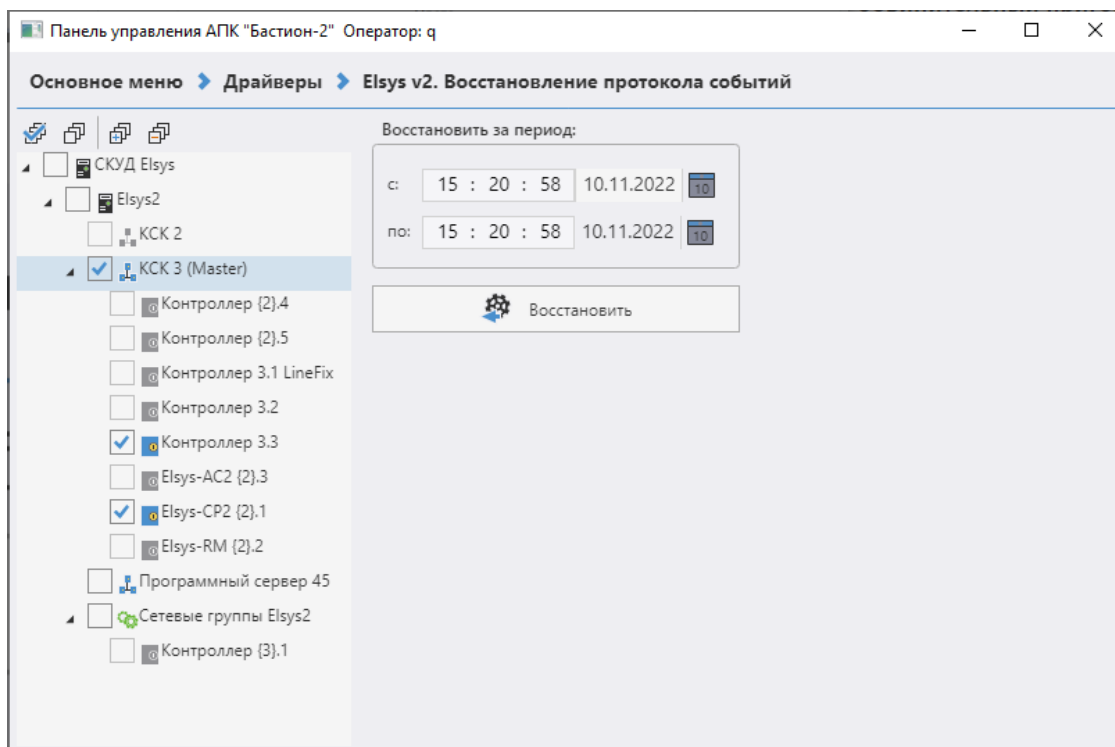 Панель управления АПК "Бастион-2" Оператор: q
Основное меню Драйверы Elsys v2. Восстановление протокола событий
Восстановить за период:
СКУД Elsys
с: 15 : 20 : 58 10.11.2022 10
Elsys2
по: 15 : 20 : 58 10.11.2022 10
КСК 2
КСК 3 (Master)
Контроллер {2}.4
Восстановить
Контроллер {2}.5
Контроллер 3.1 LineFix
Контроллер 3.2
Контроллер 3.3
Elsys-AC2 {2}.3
Elsys-CP2 {2}.1
Elsys-RM {2}.2
Программный сервер 45
Сетевые группы Elsys2
Контроллер {3}.1